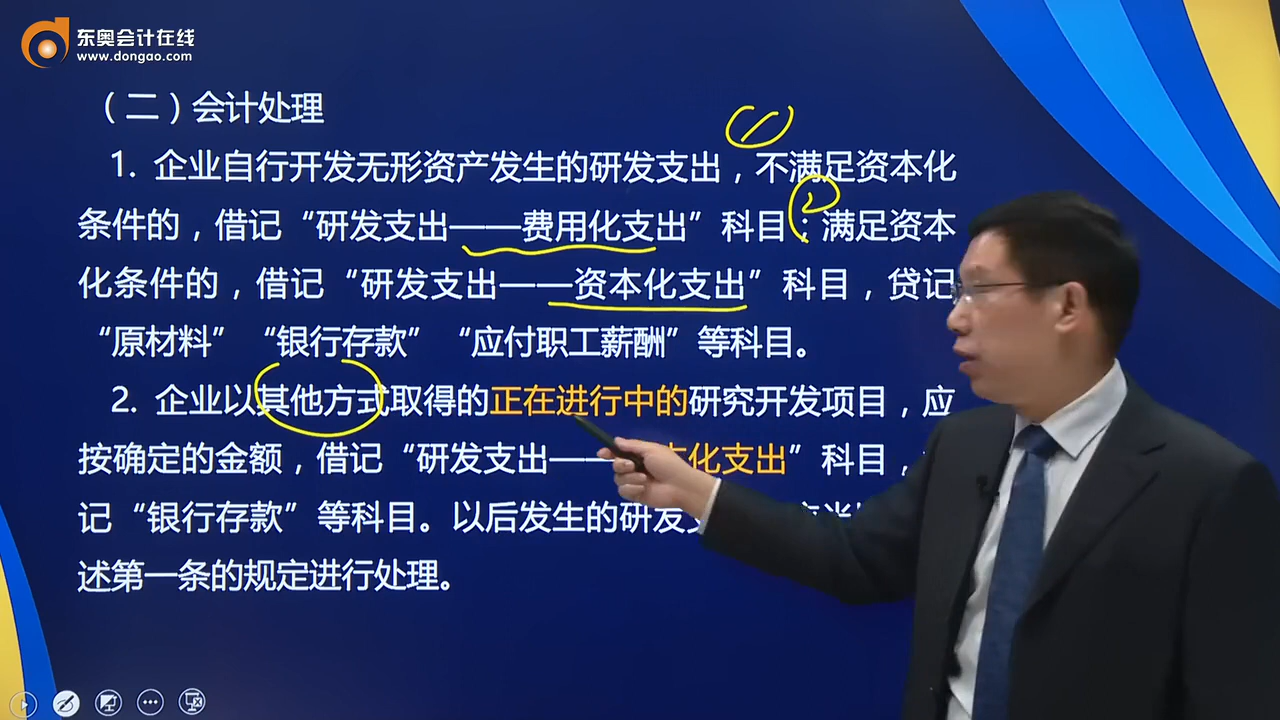 东奥会计在线
www.dongao.com
（二）会计处理
1. 企业自行开发无形资产发生的研发支出，不满足资本化
条件的，借记“研发支出——费用化支出”科目；满足资本
化条件的，借记“研发支出——资本化支出”科目，贷记
“原材料”“银行存款”“应付职工薪酬”等科目。
2. 企业以其他方式取得的正在进行中的研究开发项目，应
按确定的金额，借记“研发支出——化支出”科目，
记“银行存款”等科目。以后发生的研发
述第一条的规定进行处理。